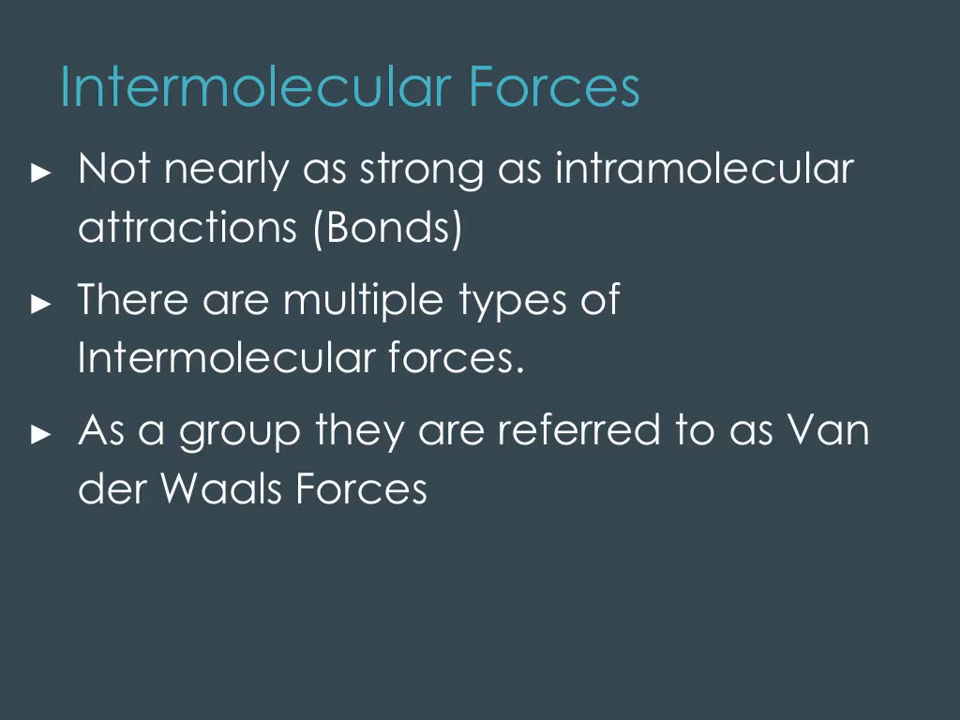 Intermolecular Forces
► Not nearly as strong as intramolecular
attractions (Bonds)
► There are multiple types of
Intermolecular forces.
► As a group they are referred to as Van
der Waals Forces